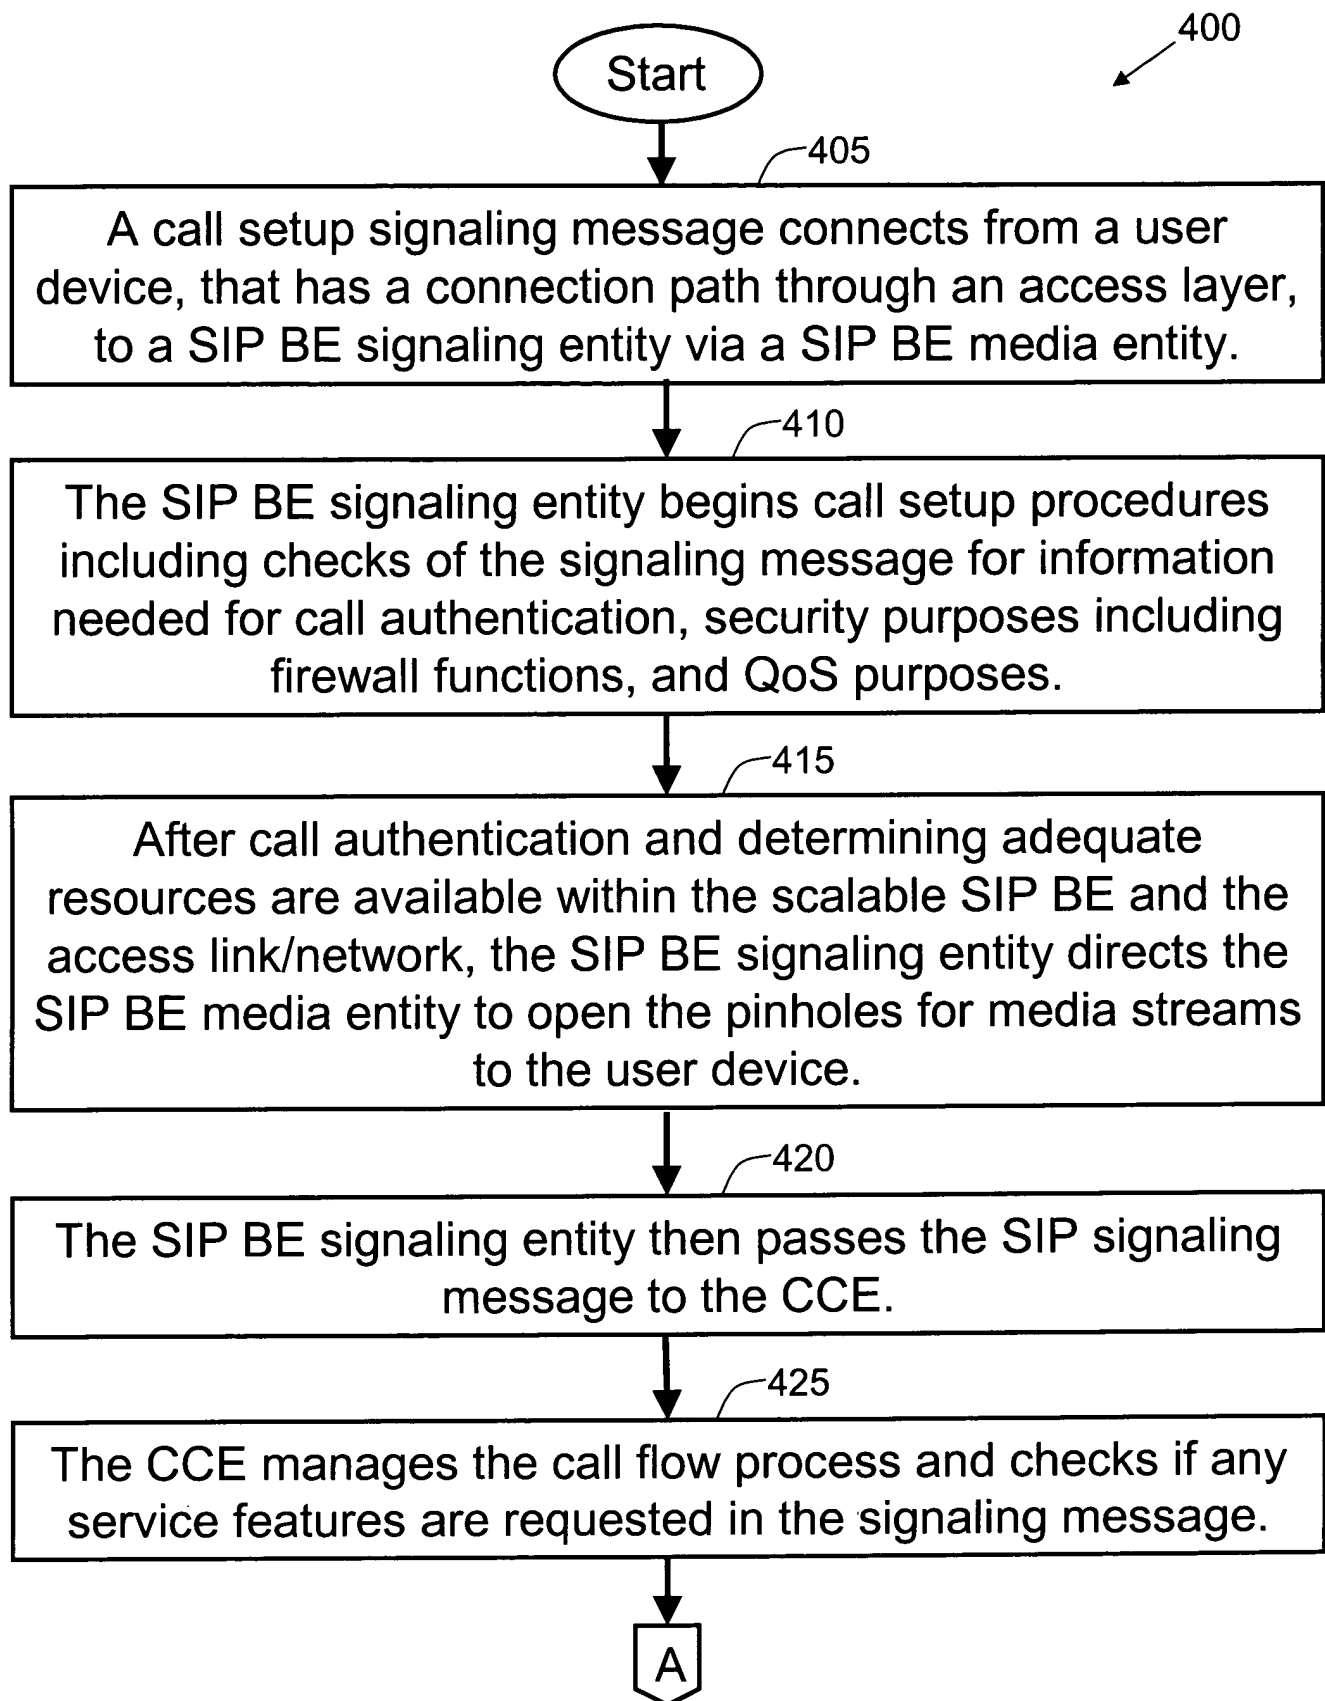 400
Start
405
A call setup signaling message connects from a user
device, that has a connection path through an access layer,
to a SIP BE signaling entity via a SIP BE media entity.
410
The SIP BE signaling entity begins call setup procedures
including checks of the signaling message for information
needed for call authentication, security purposes including
firewall functions, and QoS purposes.
415
After call authentication and determining adequate
resources are available within the scalable SIP BE and the
access link/network, the SIP BE signaling entity directs the
SIP BE media entity to open the pinholes for media streams
to the user device.
420
The SIP BE signaling entity then passes the SIP signaling
message to the CCE.
425
The CCE manages the call flow process and checks if any
service features are requested in the signaling message.
A